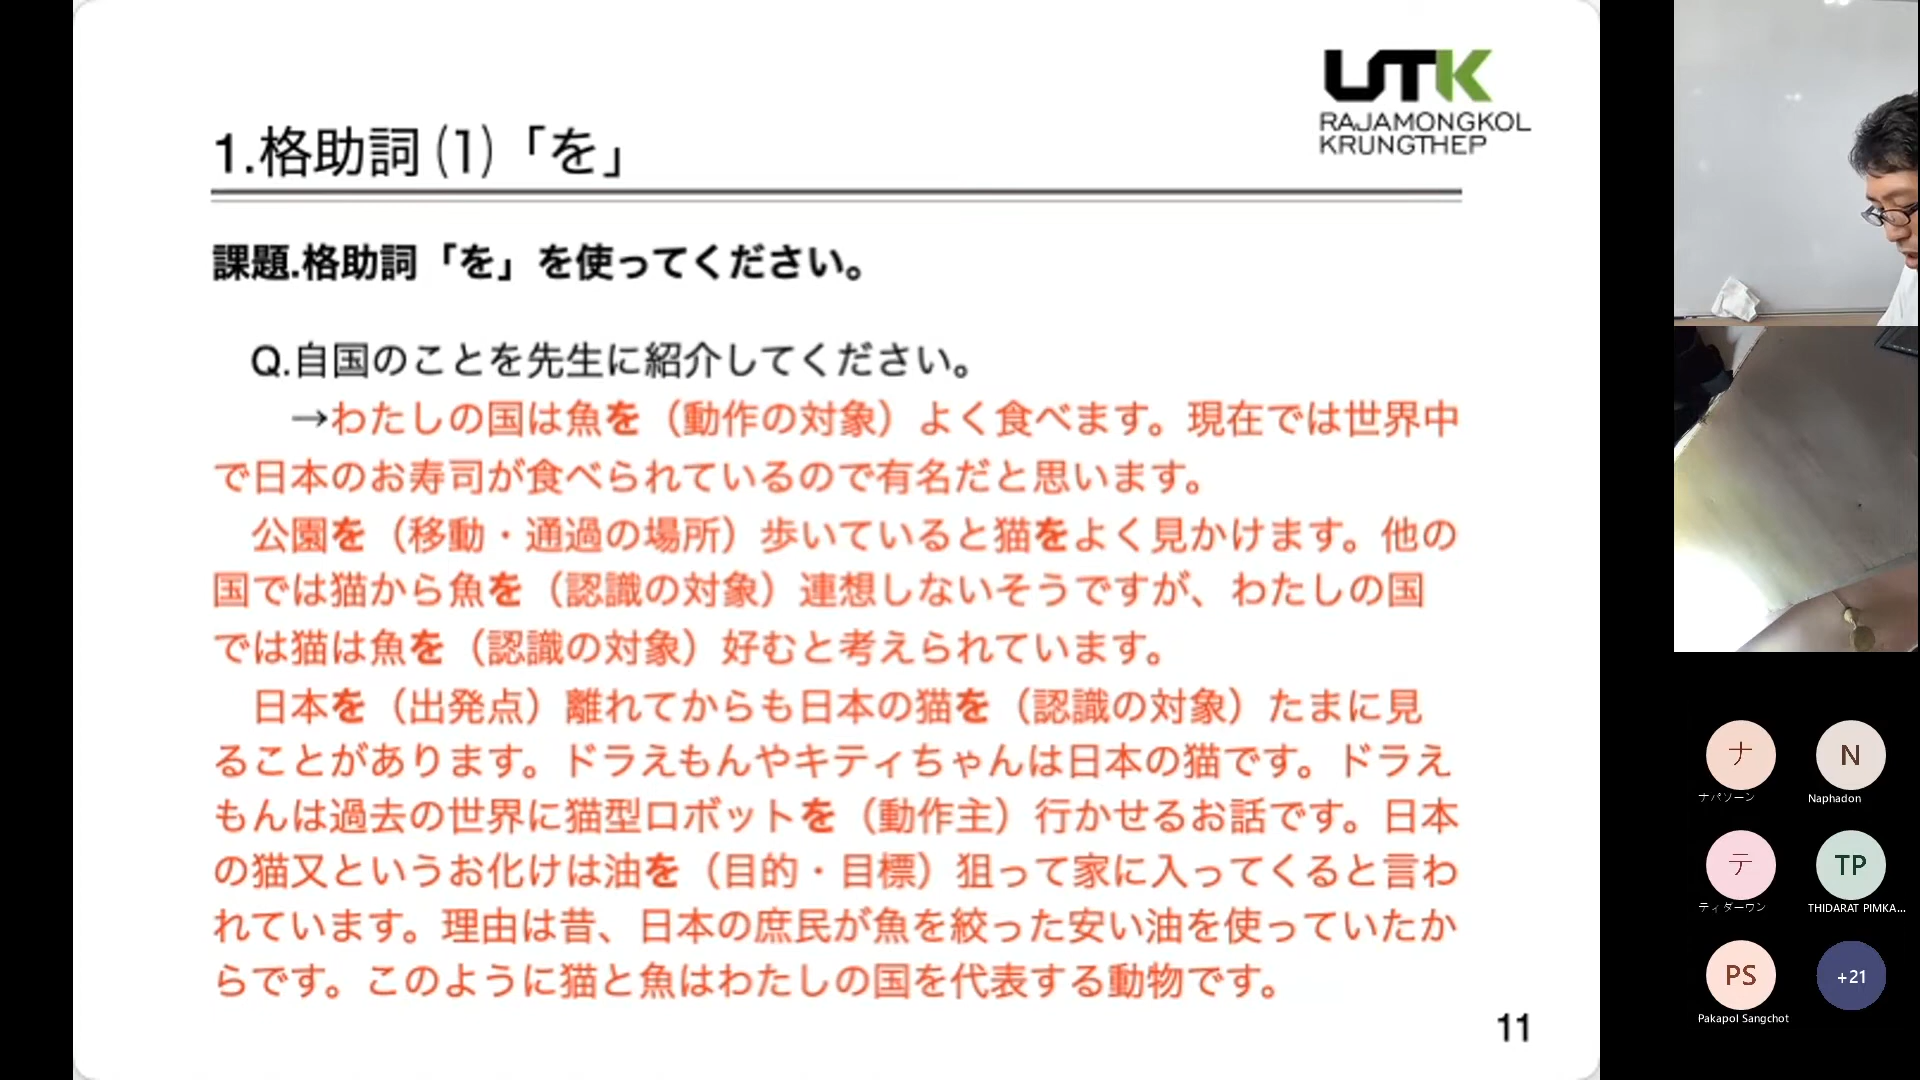 UTK
RAJAMONGKOL
KRUNGTHEP
1.格助詞(1)「を」
課題.格助詞「を」を使ってください。
Q.自国のことを先生に紹介してください。
→わたしの国は魚を（動作の対象）よく食べます。現在では世界中
で日本のお寿司が食べられているので有名だと思います。
公園を（移動・通過の場所）歩いていると猫をよく見かけます。他の
国では猫から魚を（認識の対象）連想しないそうですが、わたしの国
では猫は魚を（認識の対象）好むと考えられています。
日本を（出発点）離れてからも日本の猫を（認識の対象）たまに見
ることがあります。ドラえもんやキティちゃんは日本の猫です。ドラえ
もんは過去の世界に猫型ロボットを（動作主）行かせるお話です。日本
の猫又というお化けは油を（目的・目標）狙って家に入ってくると言わ
れています。理由は昔、日本の庶民が魚を絞った安い油を使っていたか
らです。このように猫と魚はわたしの国を代表する動物です。
11
ナ
ナパソーン
N
Naphadon
テ
ティダーワン
TP
THIDARAT PIMKA...
PS
Pakapol Sangchot
+21